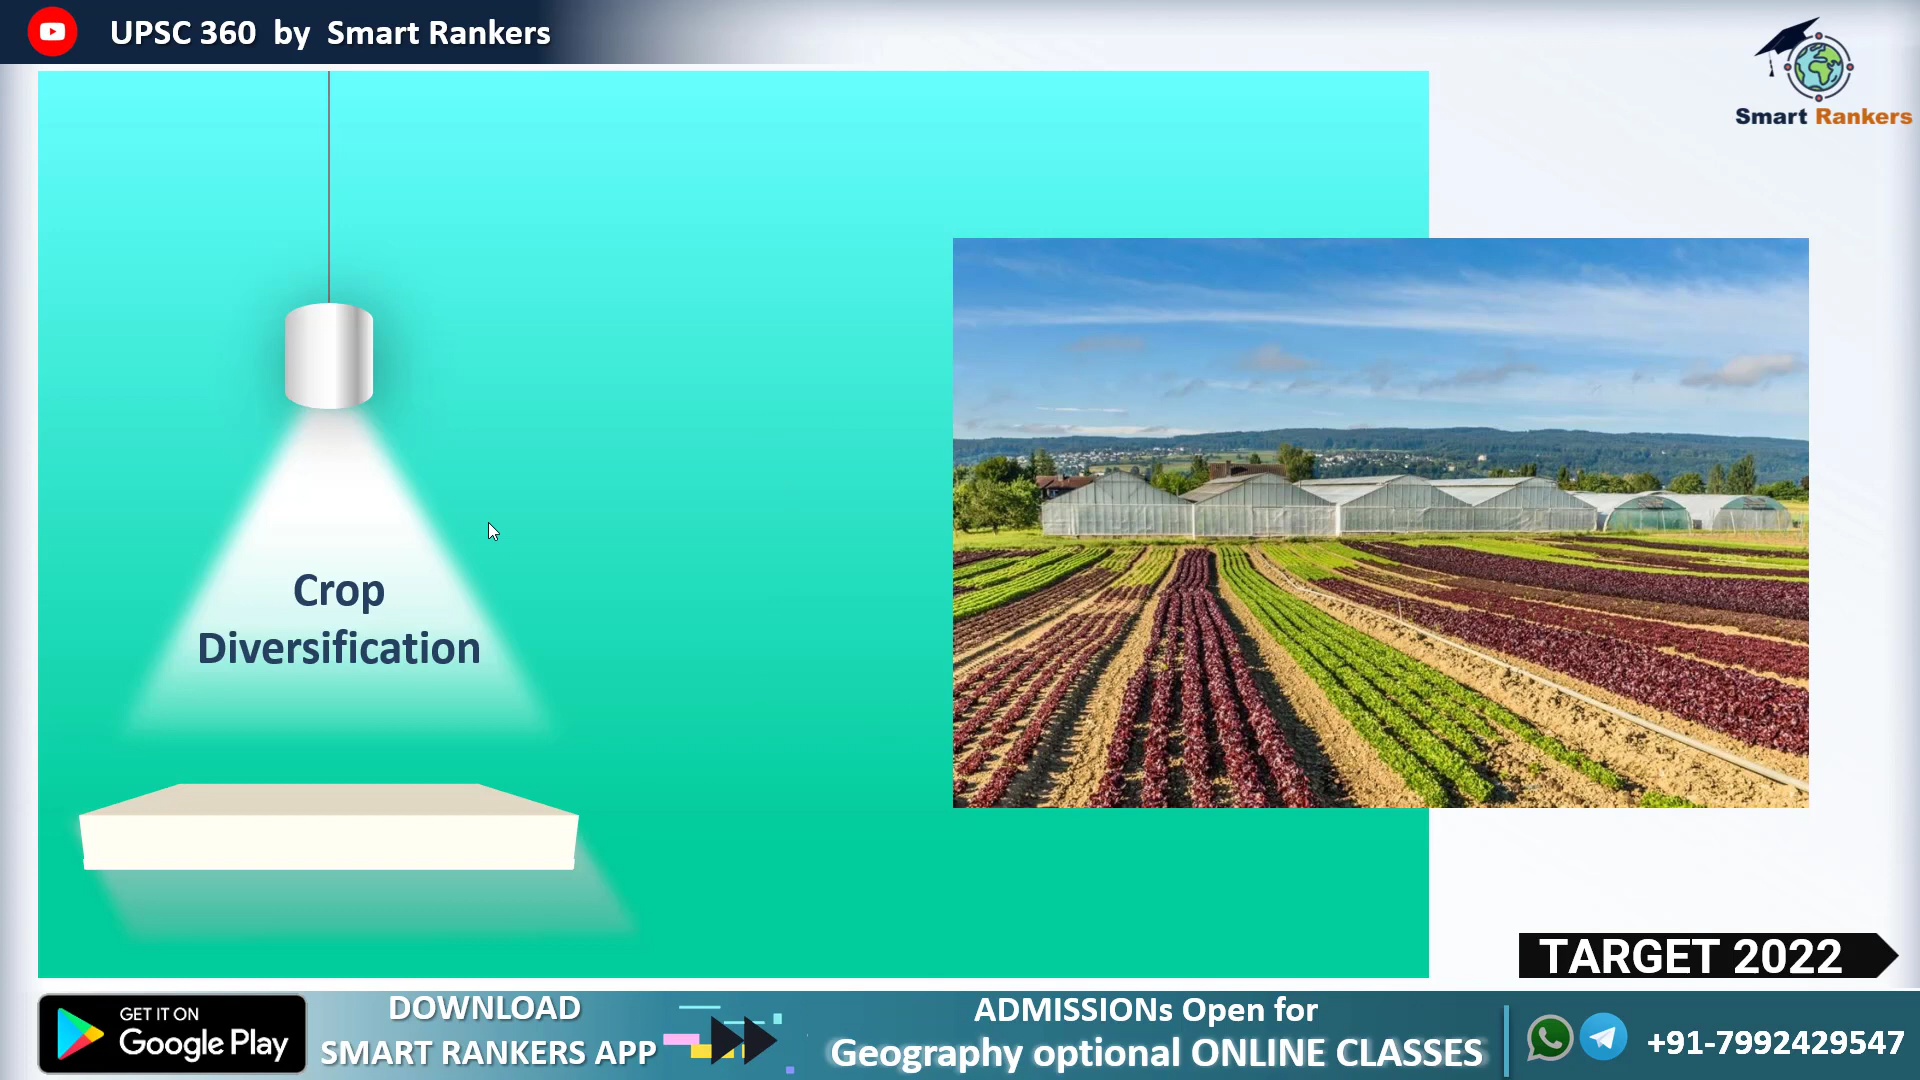 UPSC 360 by Smart Rankers
Smart Rankers
Crop
Diversification
TARGET 2022
GET IT ON
Google Play
DOWNLOAD
SMART RANKERS APP
ADMISSIONs Open for
Geography optional ONLINE CLASSES
+91-7992429547